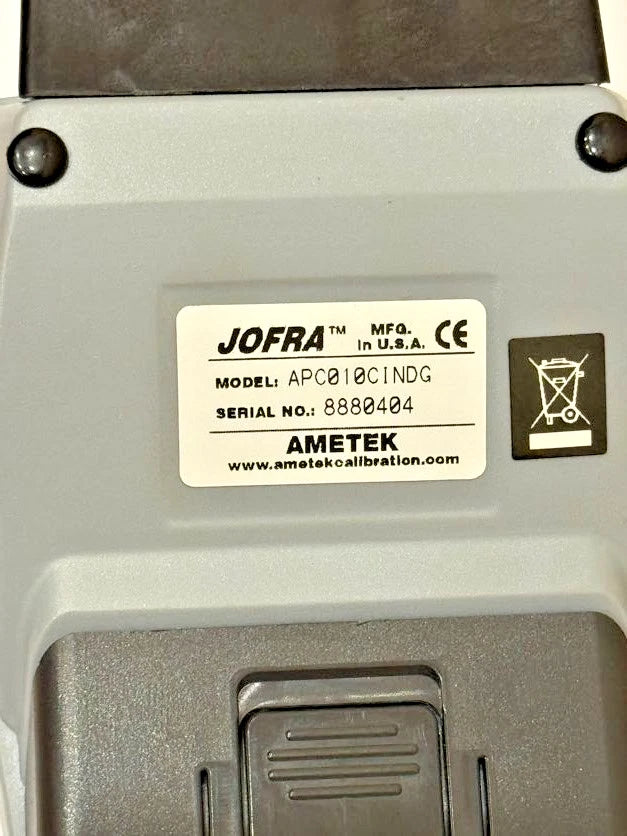 JOFRA™ MFG. In U.S.A. CE
MODEL: APC010CINDG
SERIAL NO.: 8880404
AMETEK
www.ametekcalibration.com